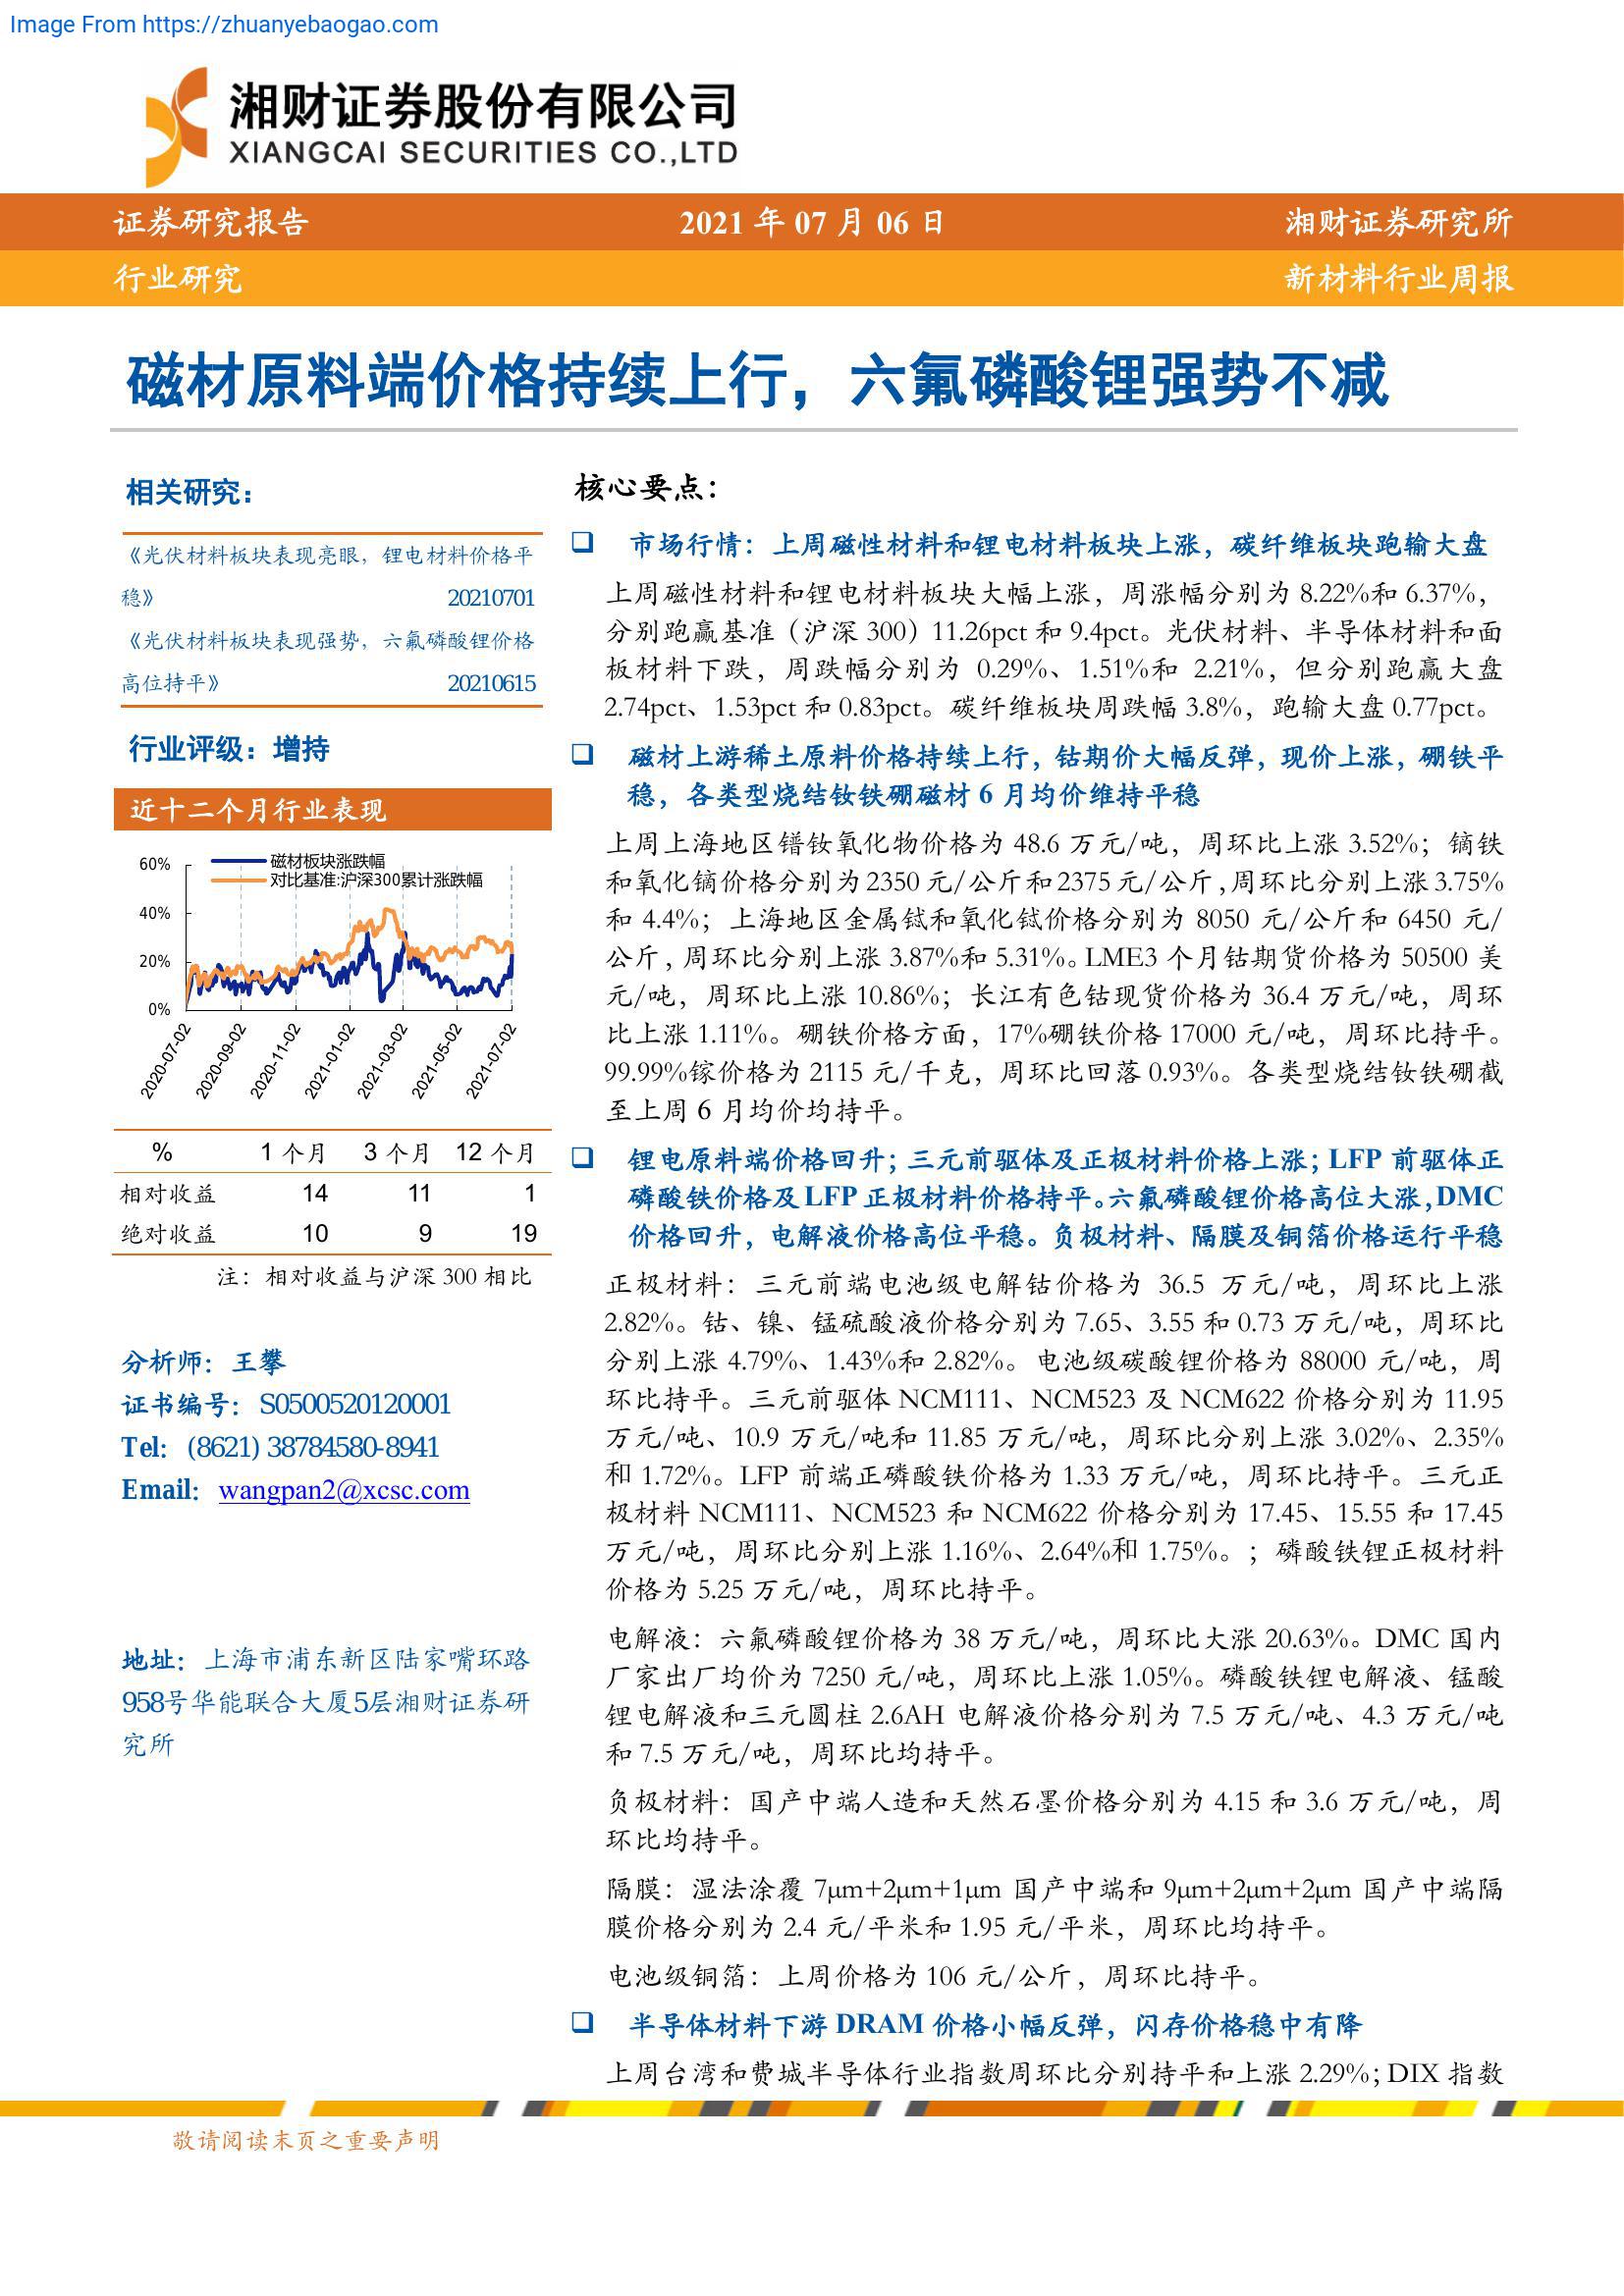 Image From https://zhuanyebaogao.com
湘财证券股份有限公司
XIANGCAI SECURITIES CO.,LTD
证券研究报告 2021 年 07 月 06 日 湘财证券研究所
行业研究 新材料行业周报
磁材原料端价格持续上行，六氟磷酸锂强势不减
相关研究：
《光伏材料板块表现亮眼，锂电材料价格平
稳》 20210701
《光伏材料板块表现强势，六氟磷酸锂价格
高位持平》 20210615
行业评级：增持
近十二个月行业表现
磁材板块涨跌幅
对比基准:沪深300累计涨跌幅
60%
40%
20%
0%
2020-07-02 2020-09-02 2020-11-02 2021-01-02 2021-03-02 2021-05-02 2021-07-02
% 1 个月 3 个月 12 个月
相对收益 14 11 1
绝对收益 10 9 19
注：相对收益与沪深 300 相比
分析师：王攀
证书编号：S0500520120001
Tel：(8621) 38784580-8941
Email：wangpan2@xcsc.com
地址：上海市浦东新区陆家嘴环路
958号华能联合大厦5层湘财证券研
究所
核心要点：
❑ 市场行情：上周磁性材料和锂电材料板块上涨，碳纤维板块跑输大盘
上周磁性材料和锂电材料板块大幅上涨，周涨幅分别为 8.22%和 6.37%，
分别跑赢基准（沪深 300）11.26pct 和 9.4pct。光伏材料、半导体材料和面
板材料下跌，周跌幅分别为 0.29%、1.51%和 2.21%，但分别跑赢大盘
2.74pct、1.53pct 和 0.83pct。碳纤维板块周跌幅 3.8%，跑输大盘 0.77pct。
❑ 磁材上游稀土原料价格持续上行，钴期价大幅反弹，现价上涨，硼铁平
稳，各类型烧结钕铁硼磁材 6 月均价维持平稳
上周上海地区镨钕氧化物价格为 48.6 万元/吨，周环比上涨 3.52%；镝铁
和氧化镝价格分别为 2350 元/公斤和 2375 元/公斤，周环比分别上涨 3.75%
和 4.4%；上海地区金属铽和氧化铽价格分别为 8050 元/公斤和 6450 元/
公斤，周环比分别上涨 3.87%和 5.31%。LME3 个月钴期货价格为 50500 美
元/吨，周环比上涨 10.86%；长江有色钴现货价格为 36.4 万元/吨，周环
比上涨 1.11%。硼铁价格方面，17%硼铁价格 17000 元/吨，周环比持平。
99.99%镓价格为 2115 元/千克，周环比回落 0.93%。各类型烧结钕铁硼截
至上周 6 月均价均持平。
❑ 锂电原料端价格回升；三元前驱体及正极材料价格上涨；LFP 前驱体正
磷酸铁价格及 LFP 正极材料价格持平。六氟磷酸锂价格高位大涨，DMC
价格回升，电解液价格高位平稳。负极材料、隔膜及铜箔价格运行平稳
正极材料：三元前端电池级电解钴价格为 36.5 万元/吨，周环比上涨
2.82%。钴、镍、锰硫酸液价格分别为 7.65、3.55 和 0.73 万元/吨，周环比
分别上涨 4.79%、1.43%和 2.82%。电池级碳酸锂价格为 88000 元/吨，周
环比持平。三元前驱体 NCM111、NCM523 及 NCM622 价格分别为 11.95
万元/吨、10.9 万元/吨和 11.85 万元/吨，周环比分别上涨 3.02%、2.35%
和 1.72%。LFP 前端正磷酸铁价格为 1.33 万元/吨，周环比持平。三元正
极材料 NCM111、NCM523 和 NCM622 价格分别为 17.45、15.55 和 17.45
万元/吨，周环比分别上涨 1.16%、2.64%和 1.75%。；磷酸铁锂正极材料
价格为 5.25 万元/吨，周环比持平。
电解液：六氟磷酸锂价格为 38 万元/吨，周环比大涨 20.63%。DMC 国内
厂家出厂均价为 7250 元/吨，周环比上涨 1.05%。磷酸铁锂电解液、锰酸
锂电解液和三元圆柱 2.6AH 电解液价格分别为 7.5 万元/吨、4.3 万元/吨
和 7.5 万元/吨，周环比均持平。
负极材料：国产中端人造和天然石墨价格分别为 4.15 和 3.6 万元/吨，周
环比均持平。
隔膜：湿法涂覆 7μm+2μm+1μm 国产中端和 9μm+2μm+2μm 国产中端隔
膜价格分别为 2.4 元/平米和 1.95 元/平米，周环比均持平。
电池级铜箔：上周价格为 106 元/公斤，周环比持平。
❑ 半导体材料下游 DRAM 价格小幅反弹，闪存价格稳中有降
上周台湾和费城半导体行业指数周环比分别持平和上涨 2.29%；DIX 指数
敬请阅读末页之重要声明